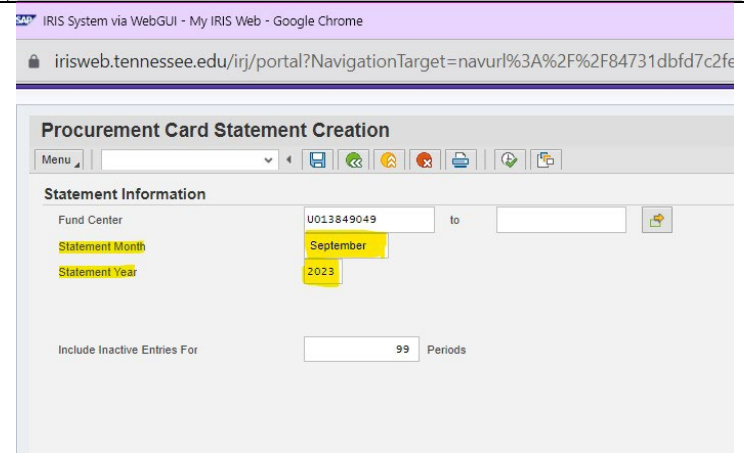 SAP IRIS System via WebGUI - My IRIS Web - Google Chrome
irisweb.tennessee.edu/irj/portal?NavigationTarget=navurl%3A%2F%2F84731dbfd7c2fe
Procurement Card Statement Creation
Menu
Statement Information
Fund Center U013849049 to
Statement Month September
Statement Year 2023
Include Inactive Entries For 99 Periods